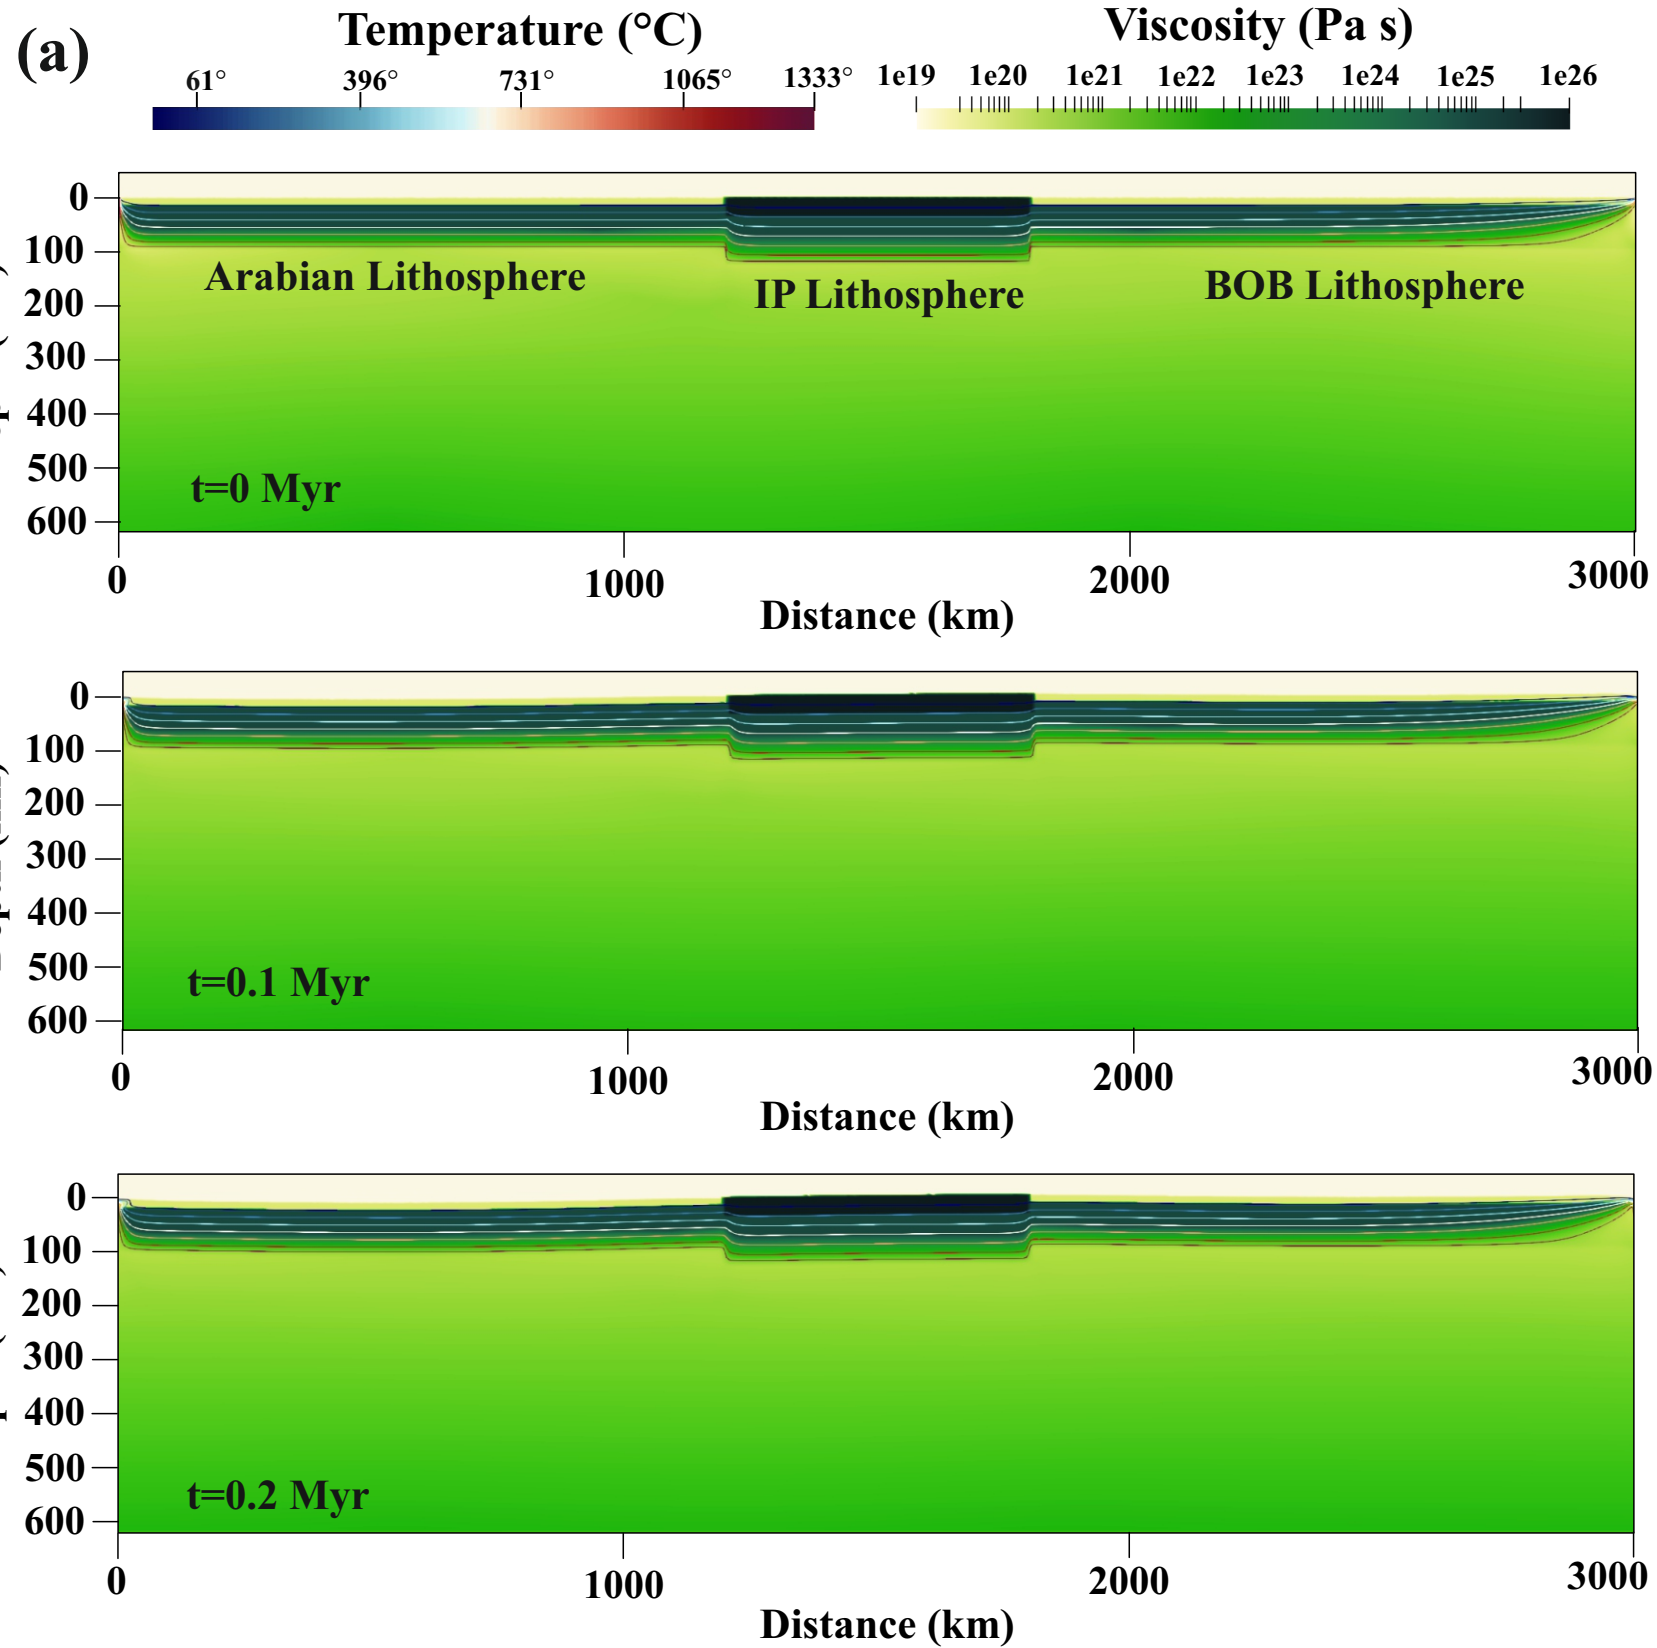 (a)
Temperature (°C)
Viscosity (Pa s)
61° 396° 731° 1065° 1333°
1e19 1e20 1e21 1e22 1e23 1e24 1e25 1e26
0
100
200
300
400
500
600
Arabian Lithosphere
IP Lithosphere
BOB Lithosphere
t=0 Myr
0 1000 2000 3000
Distance (km)
0
100
200
300
400
500
600
t=0.1 Myr
0 1000 2000 3000
Distance (km)
0
100
200
300
400
500
600
t=0.2 Myr
0 1000 2000 3000
Distance (km)